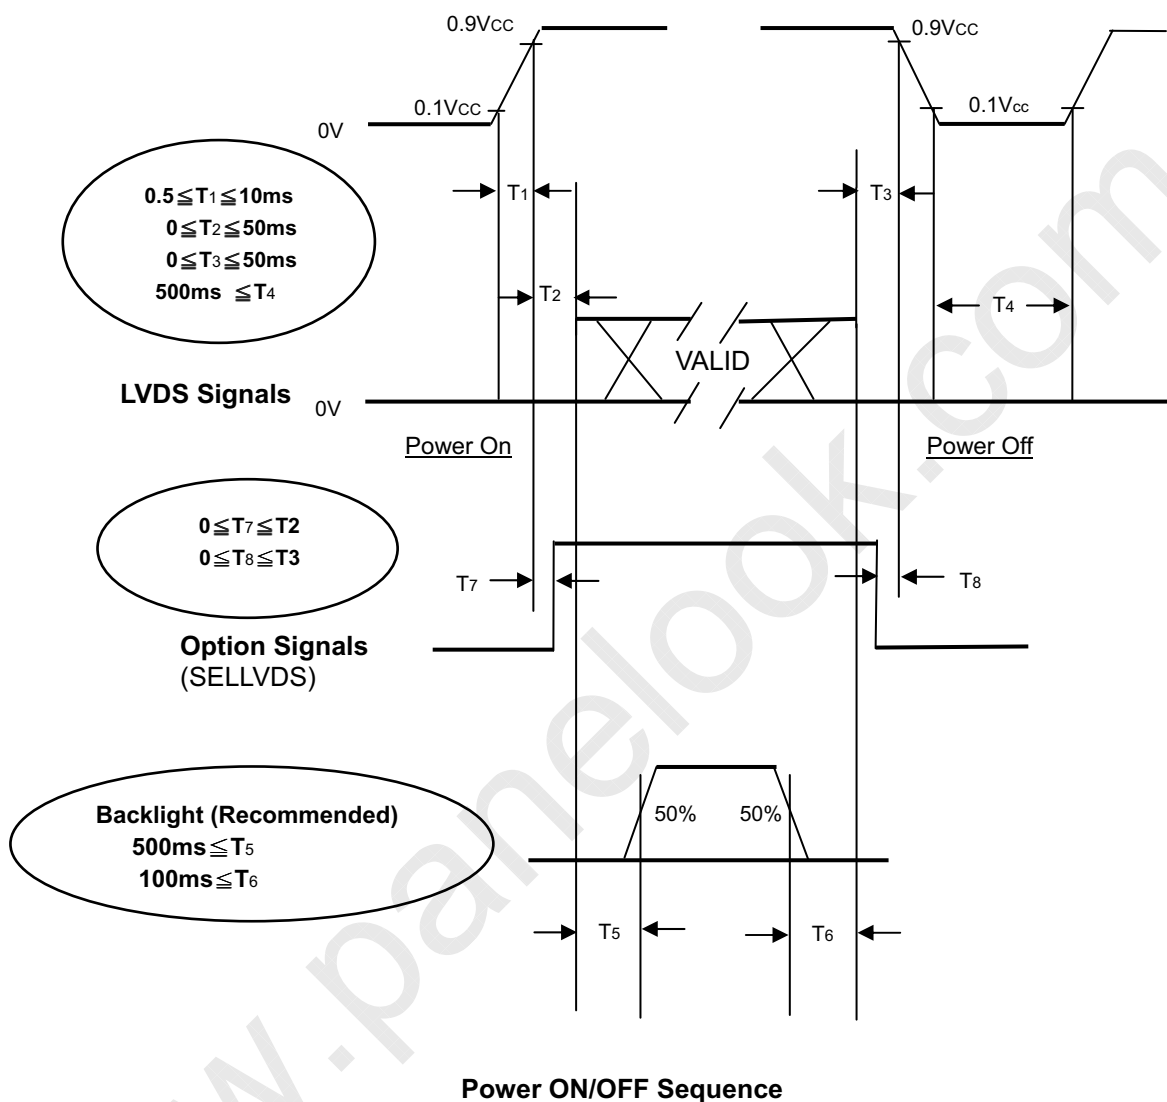 0.9VCC
0.9VCC
0.1VCC
0.1Vcc
0V
T1
T3
0.5≦T1≦10ms
0≦T2≦50ms
0≦T3≦50ms
500ms ≦T4
T2
T4
VALID
LVDS Signals
0V
Power On
Power Off
0≦T7≦T2
0≦T8≦T3
T7
T8
Option Signals
(SELLVDS)
Backlight (Recommended)
500ms≦T5
100ms≦T6
50%
50%
T5
T6
Power ON/OFF Sequence
w.panelook.com